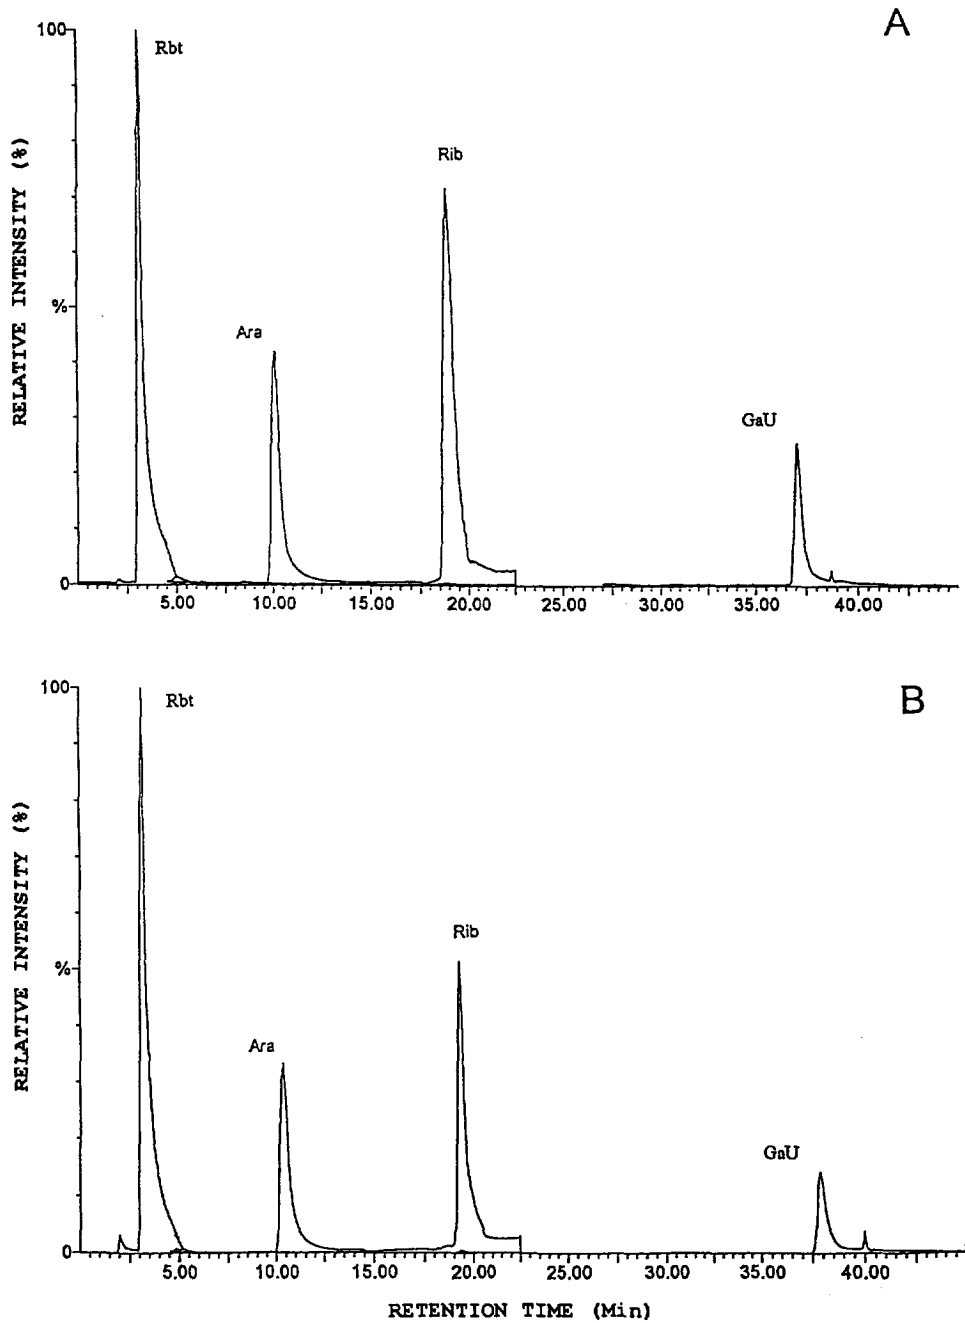 A
100
Rbt
Rib
RELATIVE INTENSITY (%)
%
Ara
GaU
0
5.00 10.00 15.00 20.00 25.00 30.00 35.00 40.00
B
100
Rbt
Rib
RELATIVE INTENSITY (%)
%
Ara
GaU
0
5.00 10.00 15.00 20.00 25.00 30.00 35.00 40.00
RETENTION TIME (Min)